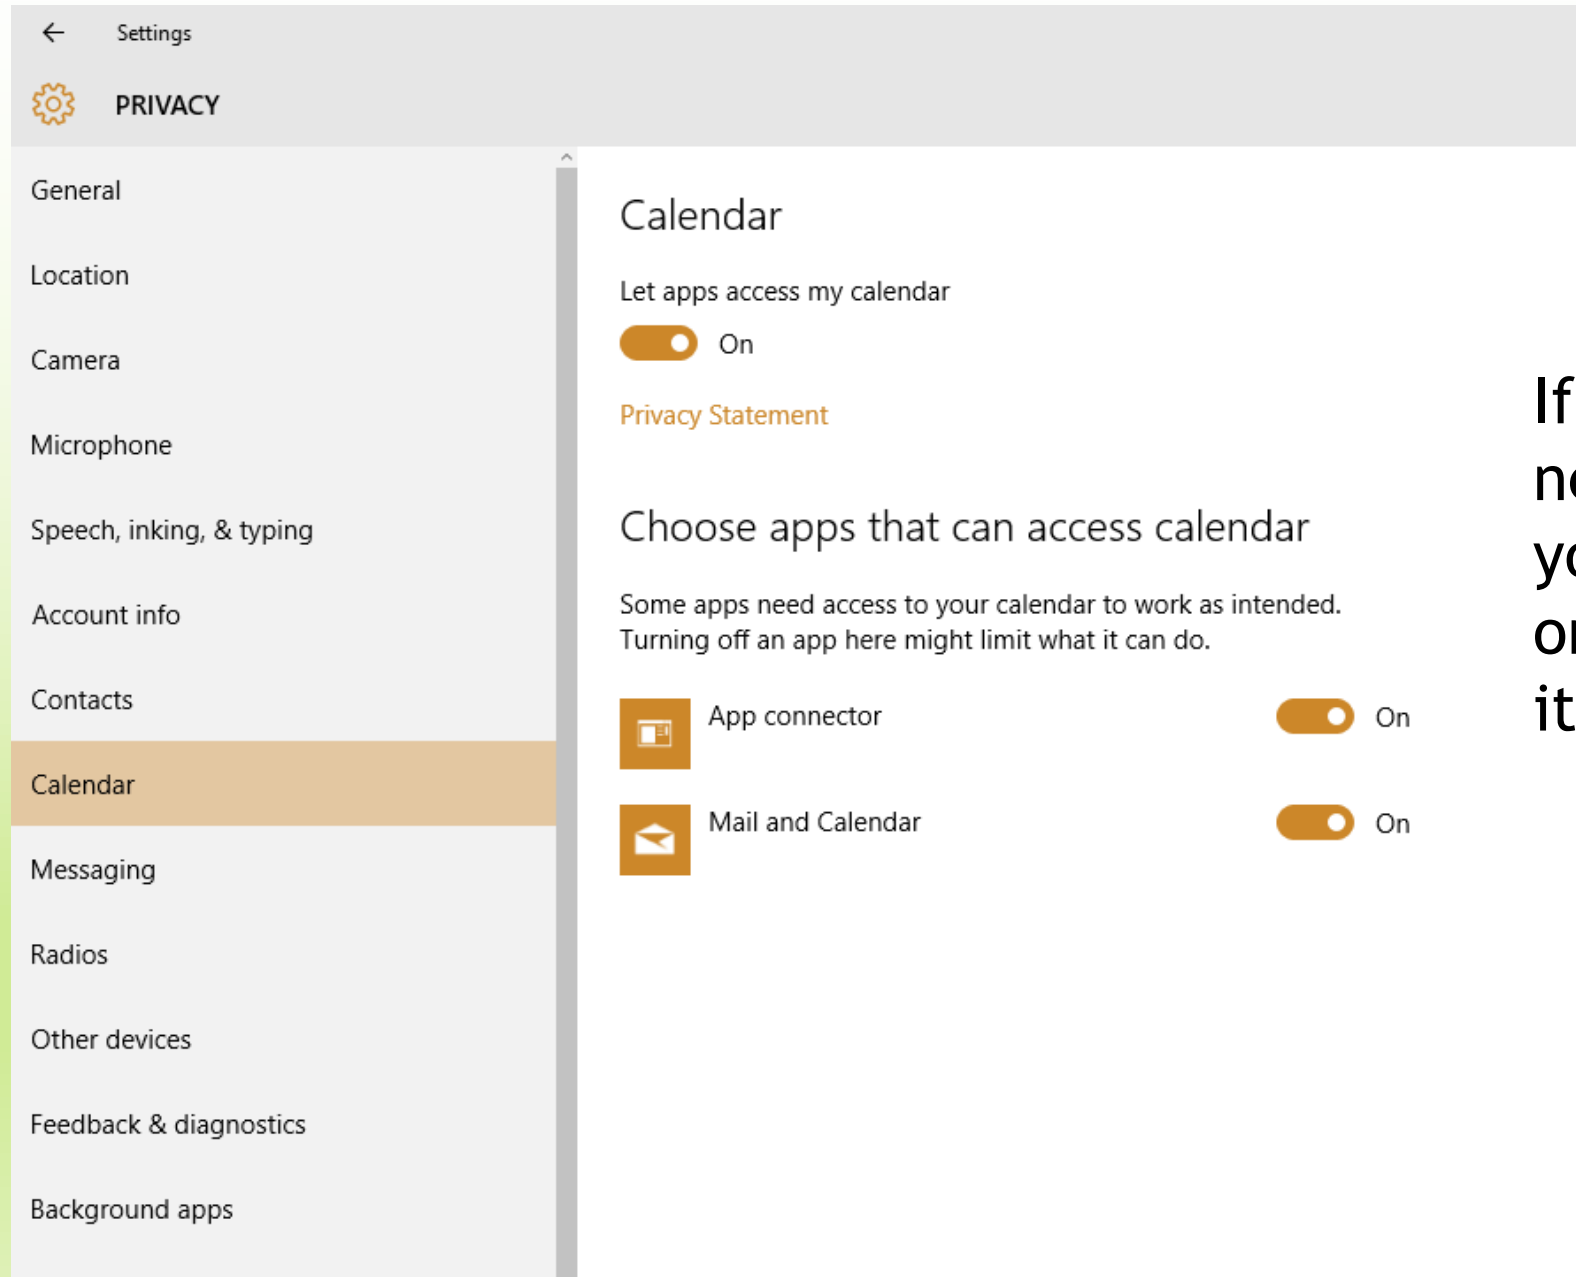 Settings
PRIVACY
General
Location
Camera
Microphone
Speech, inking, & typing
Account info
Contacts
Calendar
Messaging
Radios
Other devices
Feedback & diagnostics
Background apps
Calendar
Let apps access my calendar
On
Privacy Statement
Choose apps that can access calendar
Some apps need access to your calendar to work as intended.
Turning off an app here might limit what it can do.
App connector On
Mail and Calendar On
If
it